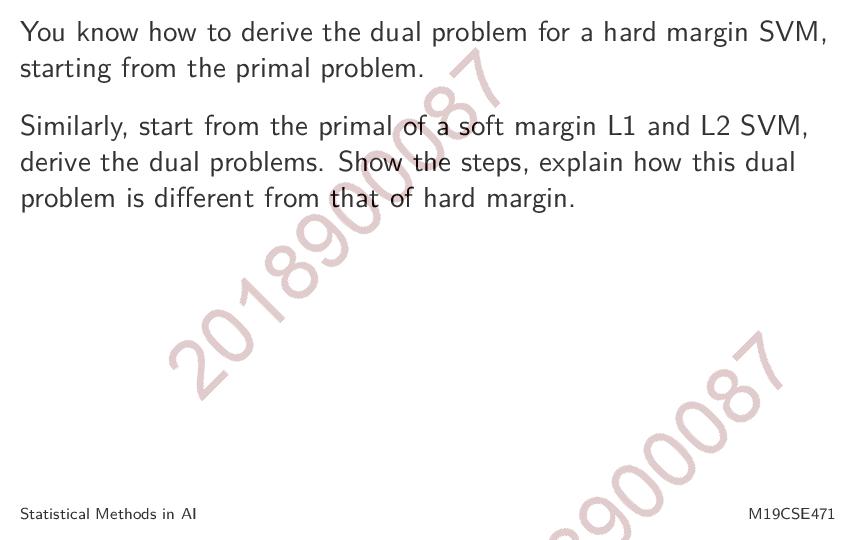 You know how to derive the dual problem for a hard margin SVM,
starting from the primal problem.
Similarly, start from the primal of a soft margin L1 and L2 SVM,
derive the dual problems. Show the steps, explain how this dual
problem is different from that of hard margin.
2018900087
8900087
Statistical Methods in AI
M19CSE471